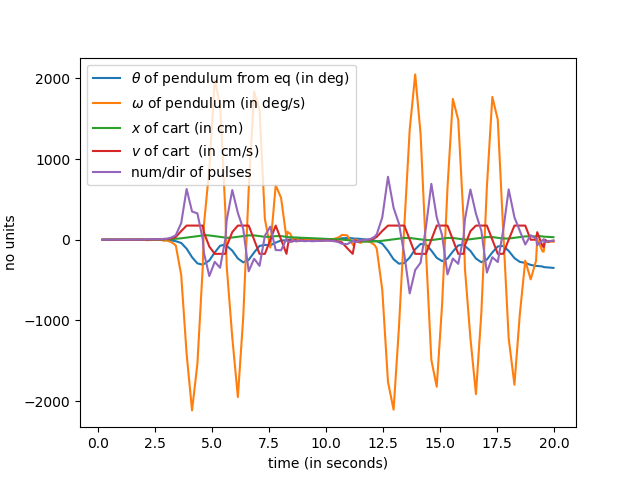 θ of pendulum from eq (in deg)
ω of pendulum (in deg/s)
x of cart (in cm)
v of cart (in cm/s)
num/dir of pulses
2000
1000
0
−1000
−2000
no units
0.0 2.5 5.0 7.5 10.0 12.5 15.0 17.5 20.0
time (in seconds)